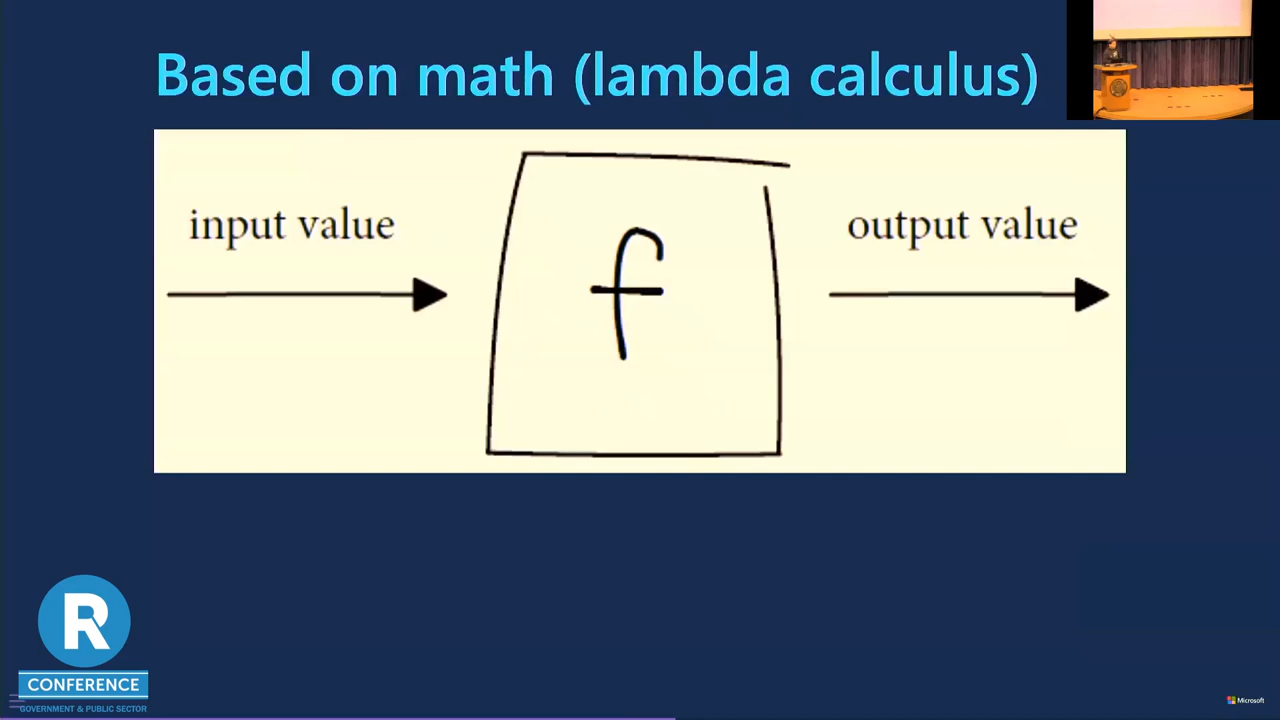 Based on math (lambda calculus)
input value
f
output value
R
CONFERENCE
GOVERNMENT & PUBLIC SECTOR
Microsoft